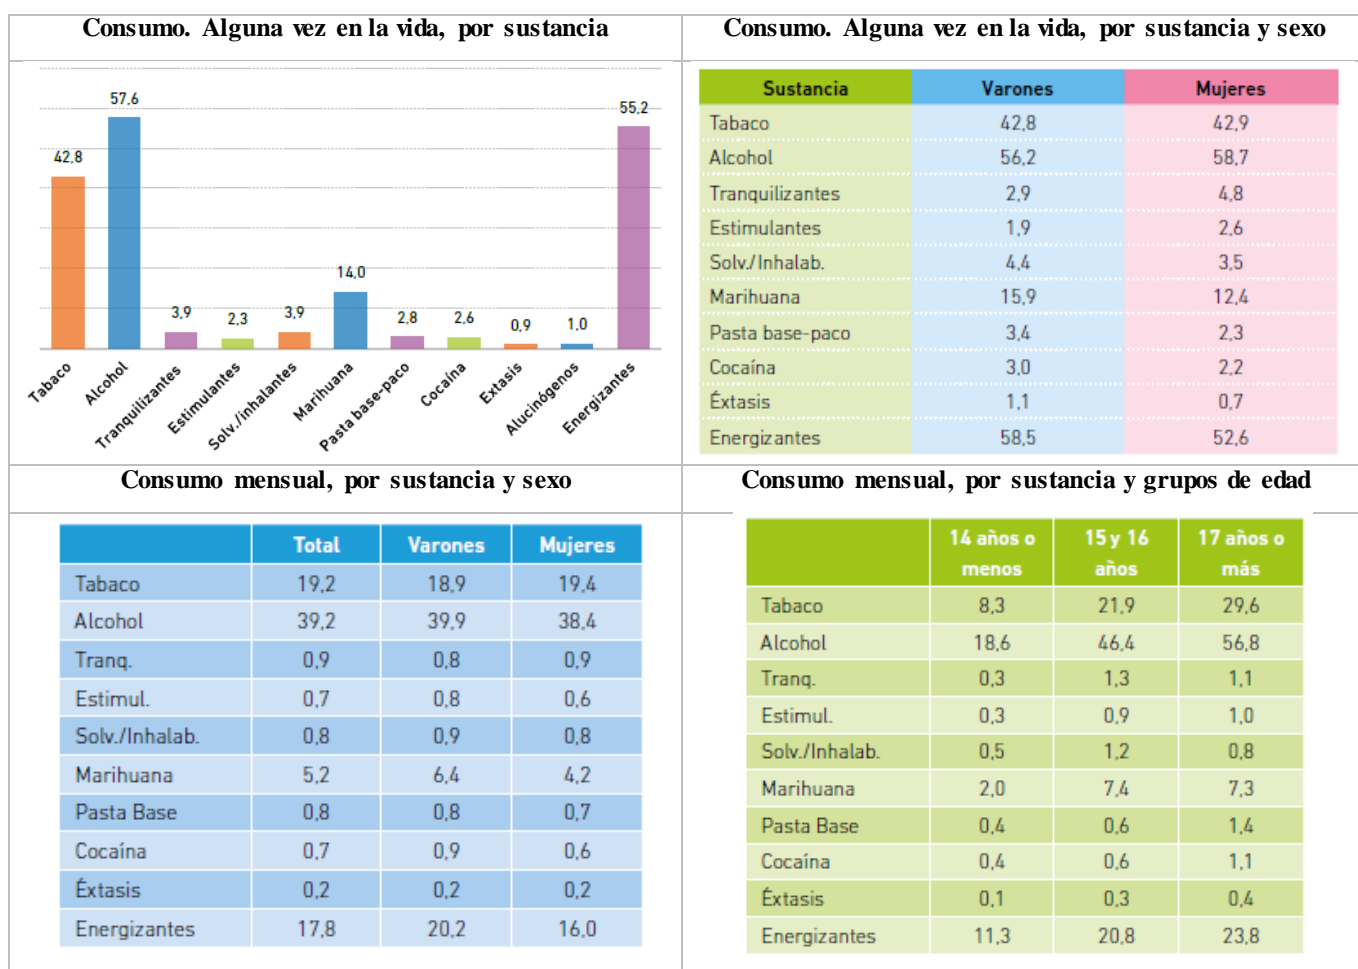 Consumo. Alguna vez en la vida, por sustancia
57,6
55,2
42,8
14,0
3,9
2,3
3,9
2,8
2,6
0,9
1,0
Tabaco
Alcohol
Tranquilizantes
Estimulantes
Solv./inhalantes
Marihuana
Pasta base-paco
Cocaína
Extasis
Alucinógenos
Energizantes
Consumo. Alguna vez en la vida, por sustancia y sexo
Sustancia Varones Mujeres
Tabaco 42,8 42,9
Alcohol 56,2 58,7
Tranquilizantes 2,9 4,8
Estimulantes 1,9 2,6
Solv./Inhalab. 4,4 3,5
Marihuana 15,9 12,4
Pasta base-paco 3,4 2,3
Cocaína 3,0 2,2
Éxtasis 1,1 0,7
Energizantes 58,5 52,6
Consumo mensual, por sustancia y sexo
Total Varones Mujeres
Tabaco 19,2 18,9 19,4
Alcohol 39,2 39,9 38,4
Tranq. 0,9 0,8 0,9
Estimul. 0,7 0,8 0,6
Solv./Inhalab. 0,8 0,9 0,8
Marihuana 5,2 6,4 4,2
Pasta Base 0,8 0,8 0,7
Cocaína 0,7 0,9 0,6
Éxtasis 0,2 0,2 0,2
Energizantes 17,8 20,2 16,0
Consumo mensual, por sustancia y grupos de edad
14 años o 15 y 16 17 años o
menos años más
Tabaco 8,3 21,9 29,6
Alcohol 18,6 46,4 56,8
Tranq. 0,3 1,3 1,1
Estimul. 0,3 0,9 1,0
Solv./Inhalab. 0,5 1,2 0,8
Marihuana 2,0 7,4 7,3
Pasta Base 0,4 0,6 1,4
Cocaína 0,4 0,6 1,1
Éxtasis 0,1 0,3 0,4
Energizantes 11,3 20,8 23,8